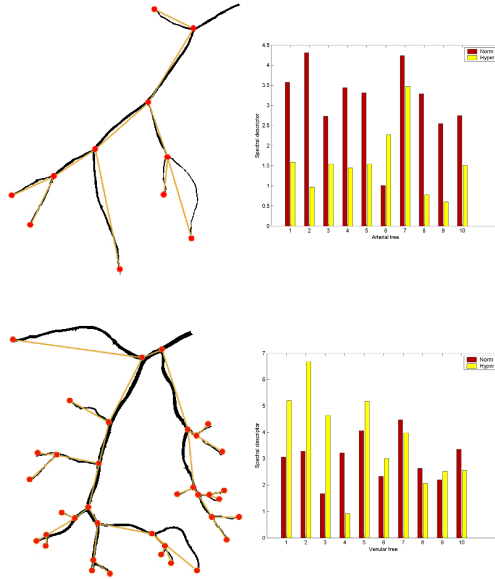 4.5
4
3.5
3
2.5
2
1.5
1
0.5
0
Spectral descriptor
Norm
Hyper
1 2 3 4 5 6 7 8 9 10
Arterial tree
7
6
5
4
3
2
1
0
Spectral descriptor
Norm
Hyper
1 2 3 4 5 6 7 8 9 10
Venular tree